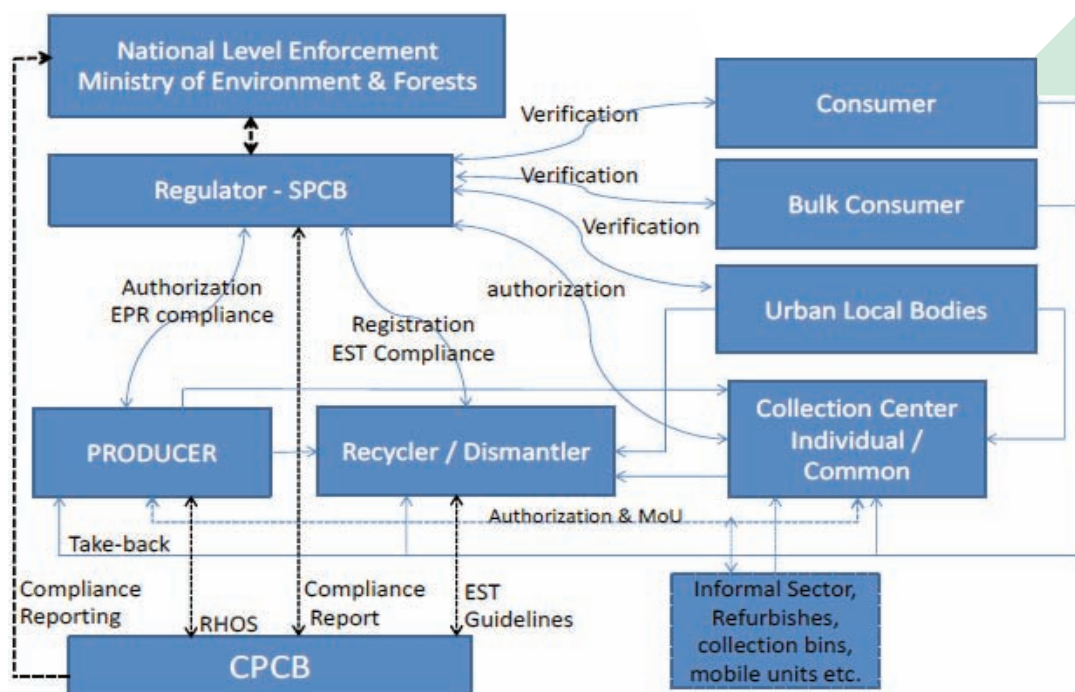 National Level Enforcement
Ministry of Environment & Forests
Consumer
Verification
Regulator - SPCB
Verification
Bulk Consumer
Verification
Authorization
EPR compliance
authorization
Urban Local Bodies
Registration
EST Compliance
PRODUCER
Recycler / Dismantler
Collection Center
Individual /
Common
Authorization & MoU
Take-back
Compliance
Reporting
RHOS
Compliance
Report
EST
Guidelines
Informal Sector,
Refurbishes,
collection bins,
mobile units etc.
CPCB